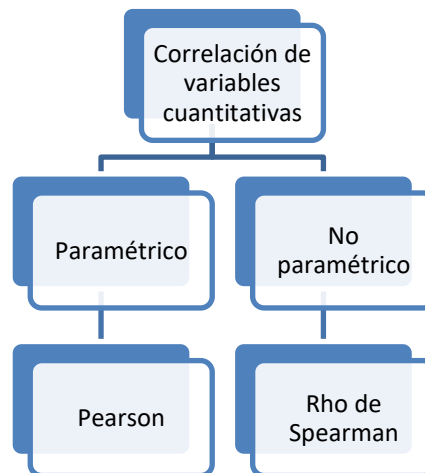 Correlación de
variables
cuantitativas
Paramétrico
No
paramétrico
Pearson
Rho de
Spearman